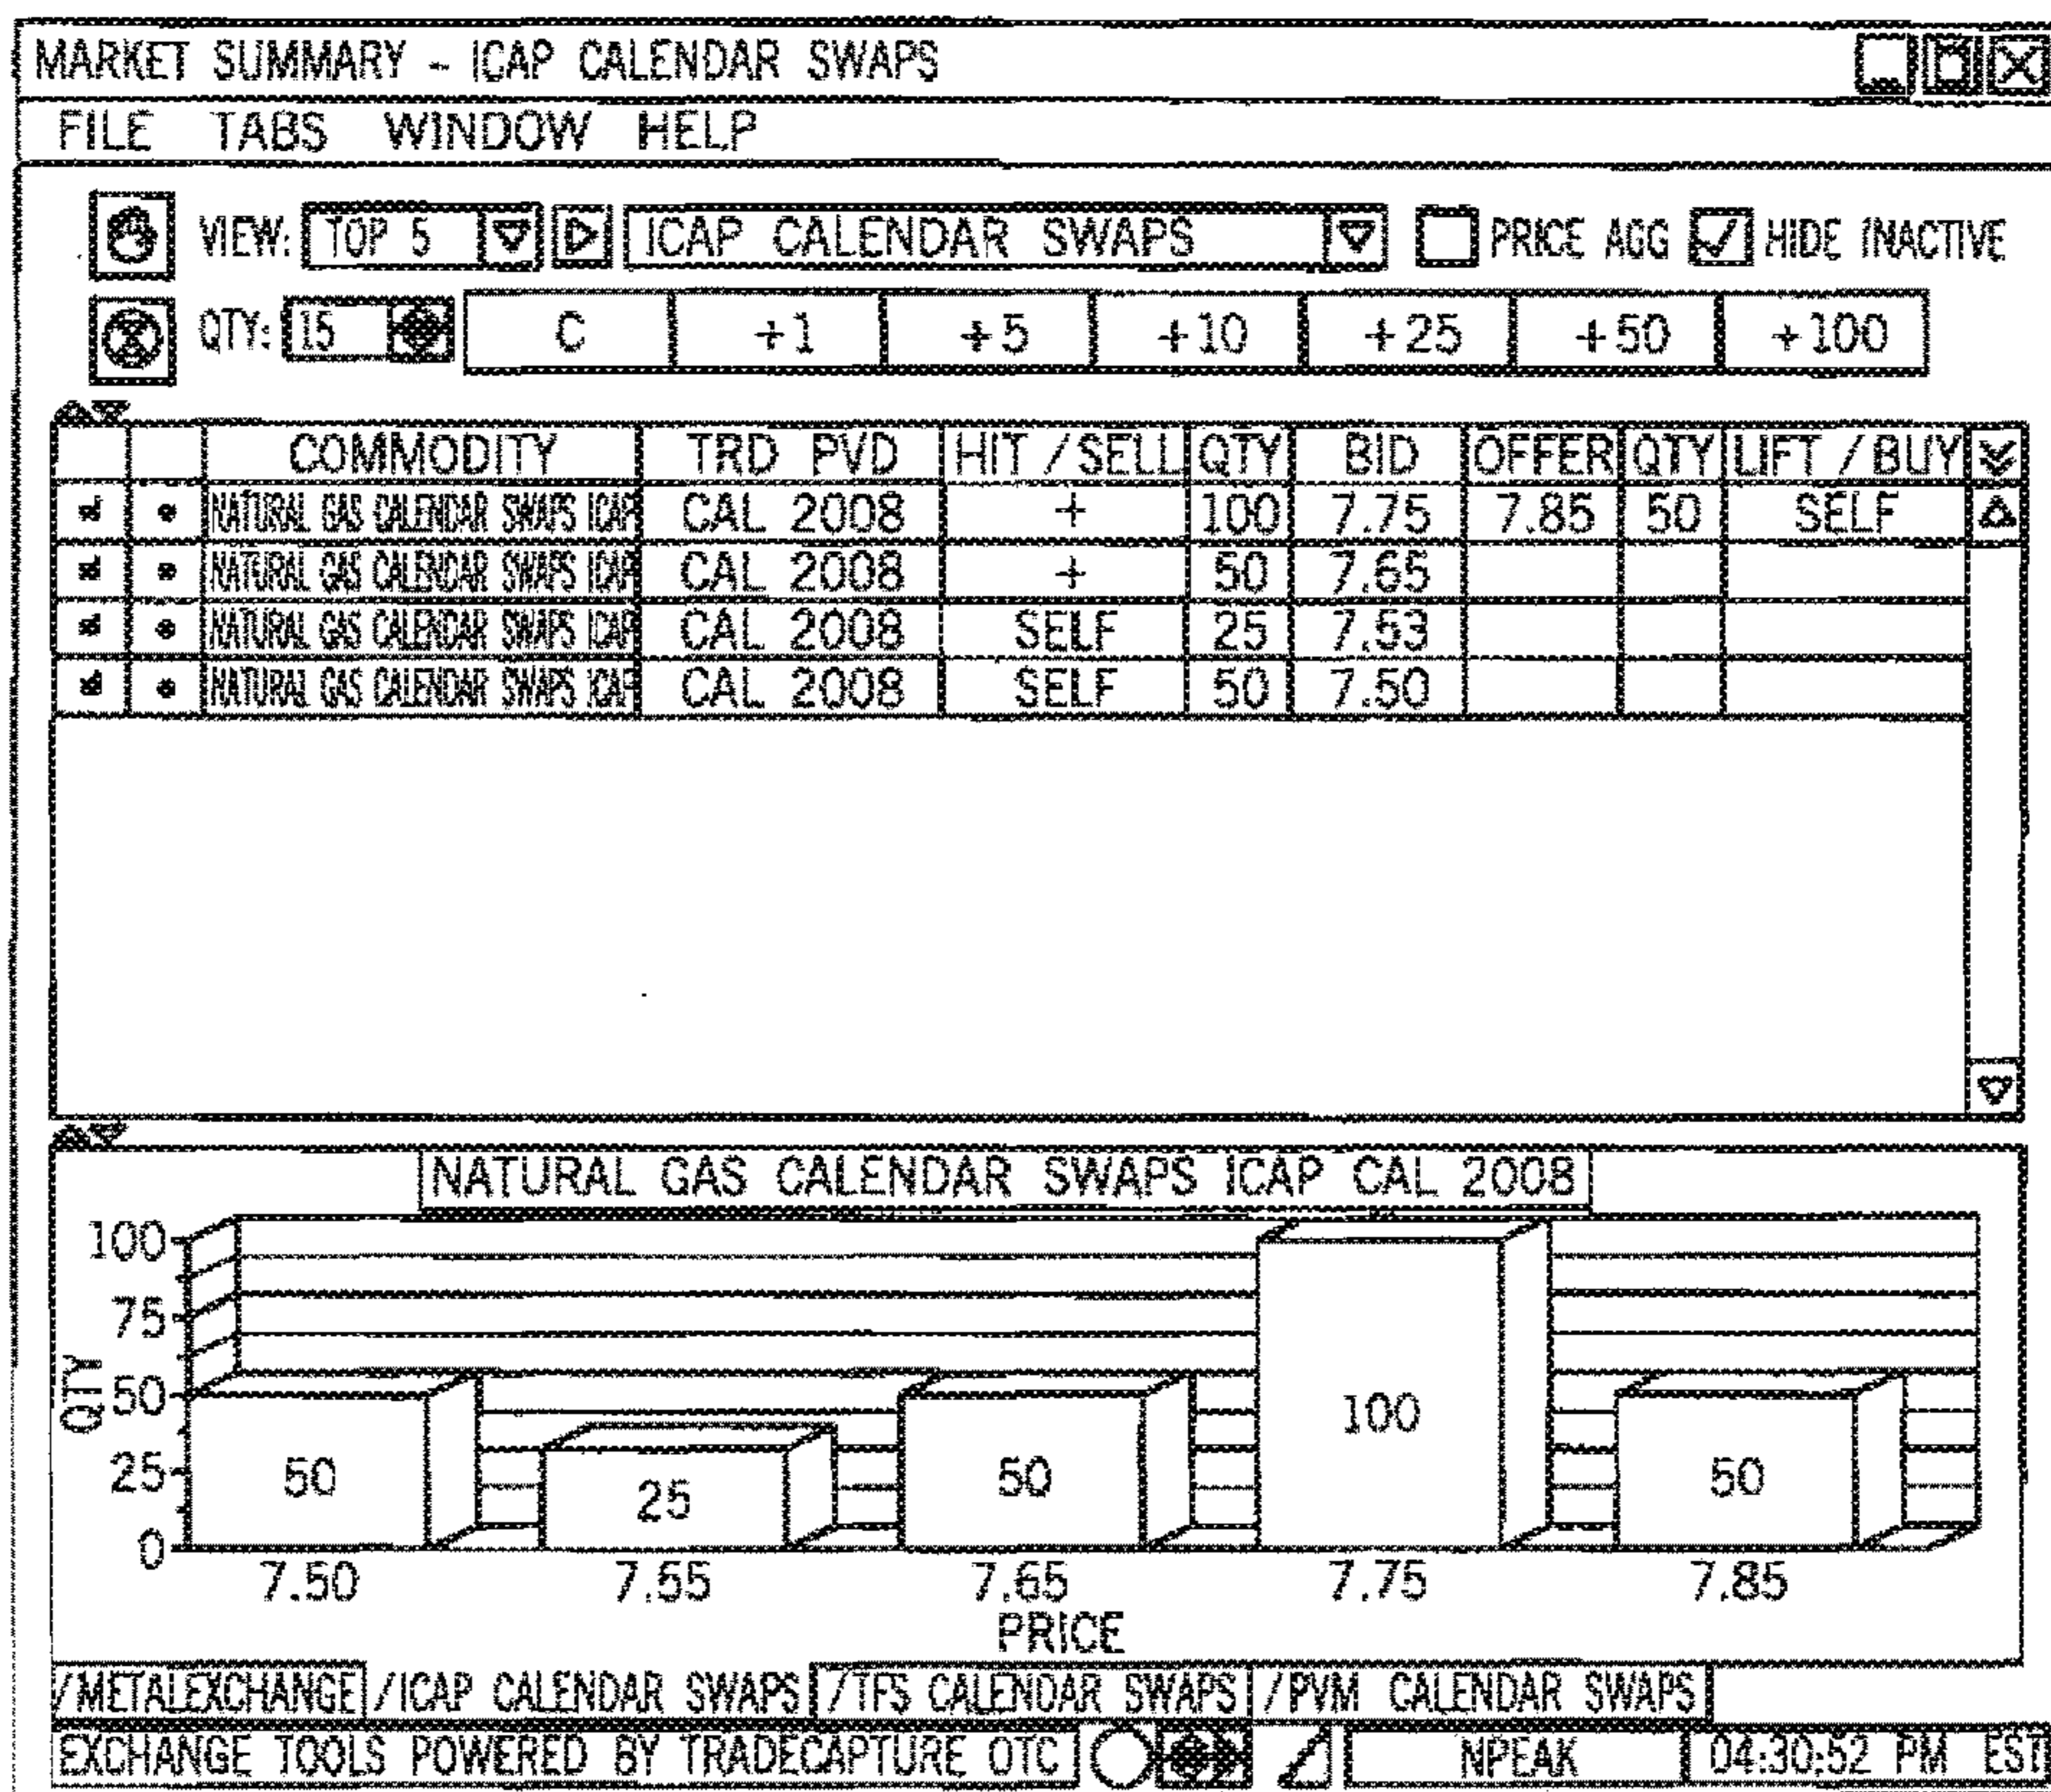 MARKET SUMMARY - ICAP CALENDAR SWAPS
FILE TABS WINDOW HELP
VIEW: TOP 5 ICAP CALENDAR SWAPS PRICE AGG HIDE INACTIVE
QTY: 15 C +1 +5 +10 +25 +50 +100
COMMODITY TRD PVD HIT / SELL QTY BID OFFER QTY LIFT / BUY
NATURAL GAS CALENDAR SWAPS ICAP CAL 2008 + 100 7.75 7.85 50 SELF
NATURAL GAS CALENDAR SWAPS ICAP CAL 2008 + 50 7.65
NATURAL GAS CALENDAR SWAPS ICAP CAL 2008 SELF 25 7.53
NATURAL GAS CALENDAR SWAPS ICAP CAL 2008 SELF 50 7.50
NATURAL GAS CALENDAR SWAPS ICAP CAL 2008
100
75
50
25
0
QTY
50 25 50 100 50
7.50 7.55 7.65 7.75 7.85
PRICE
/METALEXCHANGE /ICAP CALENDAR SWAPS /TFS CALENDAR SWAPS /PVM CALENDAR SWAPS
EXCHANGE TOOLS POWERED BY TRADECAPTURE OTC NPEAK 04:30:52 PM EST